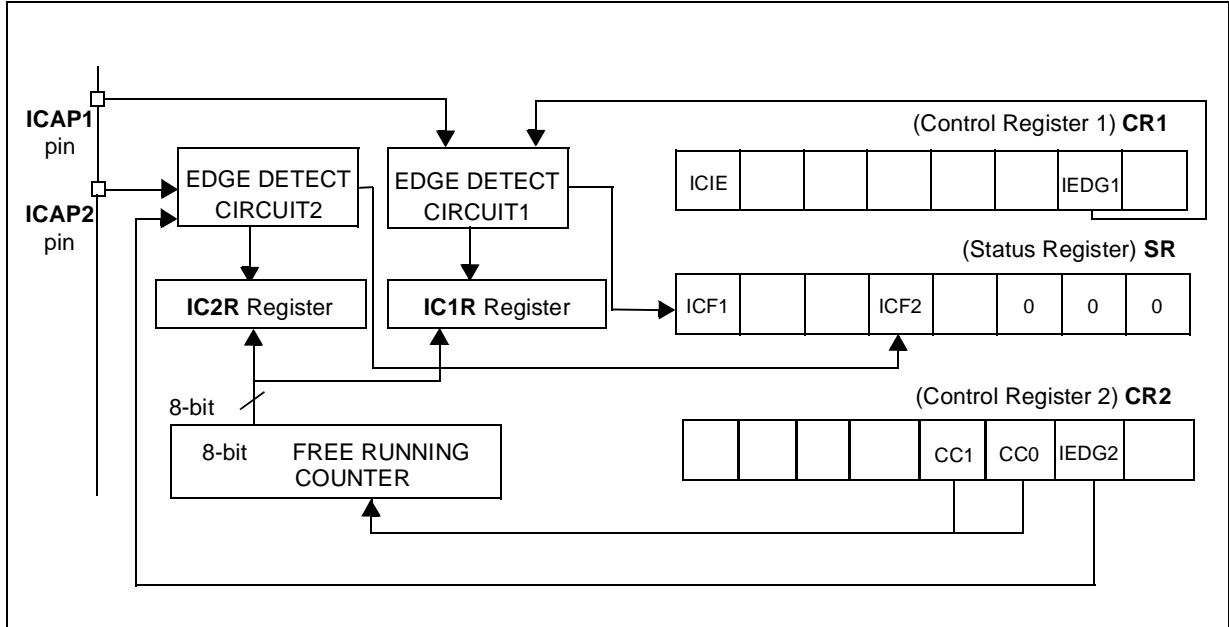 ICAP1
pin
ICAP2
pin
EDGE DETECT
CIRCUIT2
EDGE DETECT
CIRCUIT1
IC2R Register
IC1R Register
8-bit
8-bit FREE RUNNING
COUNTER
(Control Register 1) CR1
ICIE IEDG1
(Status Register) SR
ICF1 ICF2 0 0 0
(Control Register 2) CR2
CC1 CC0 IEDG2